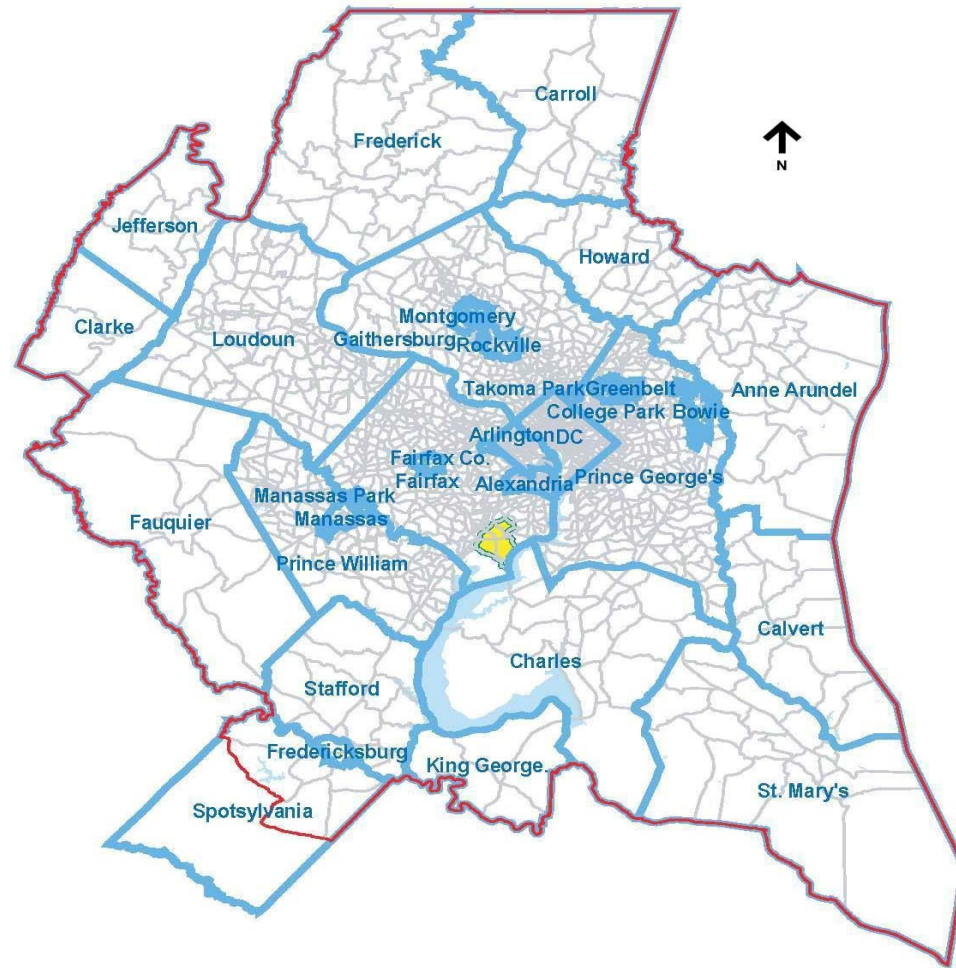 Carroll
Frederick
N
Jefferson
Howard
Clarke
Montgomery
Loudoun
Gaithersburg
Rockville
Takoma Park
Greenbelt
Anne Arundel
College Park
Bowie
Arlington
DC
Fairfax Co.
Fairfax
Alexandria
Prince George's
Manassas Park
Manassas
Fauquier
Prince William
Calvert
Charles
Stafford
Fredericksburg
King George.
St. Mary's
Spotsylvania